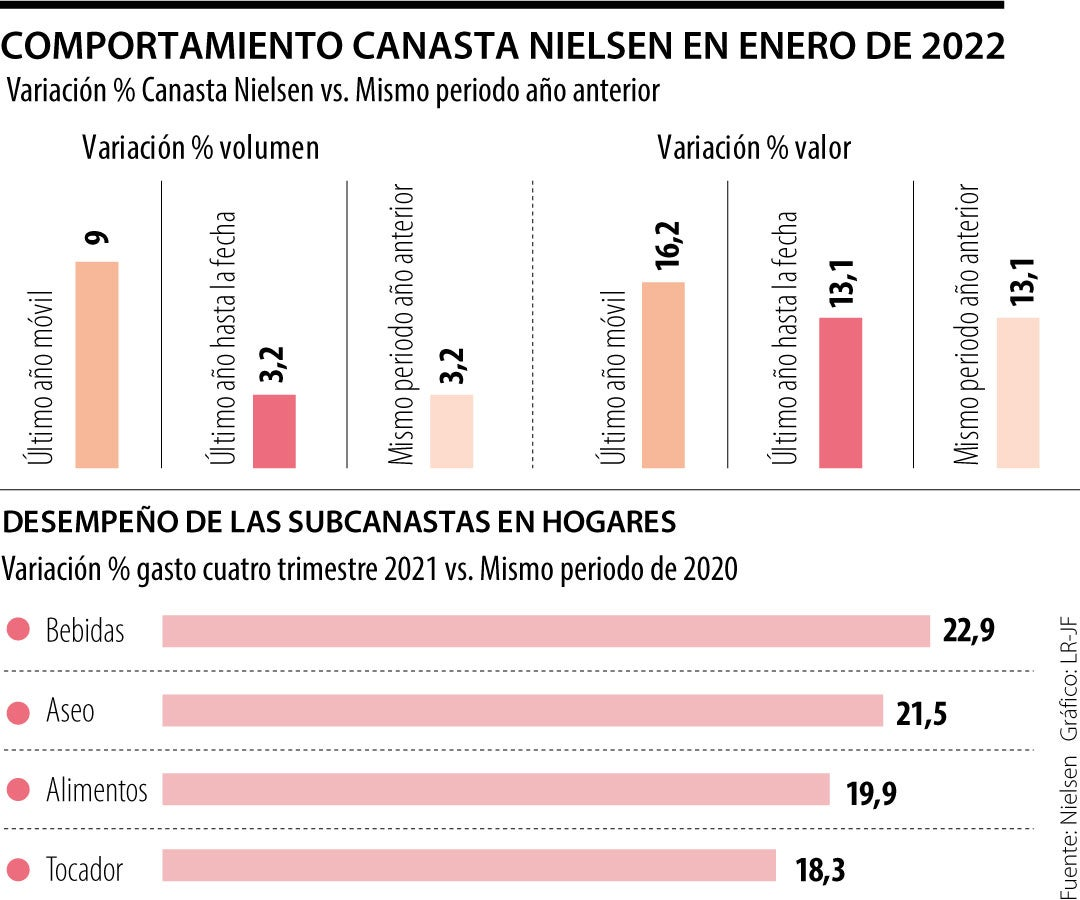 COMPORTAMIENTO CANASTA NIELSEN EN ENERO DE 2022
Variación % Canasta Nielsen vs. Mismo periodo año anterior
Variación % volumen
Último año móvil
9
Último año hasta la fecha
3,2
Mismo periodo año anterior
3,2
Variación % valor
Último año móvil
16,2
Último año hasta la fecha
13,1
Mismo periodo año anterior
13,1
DESEMPEÑO DE LAS SUBCANASTAS EN HOGARES
Variación % gasto cuatro trimestre 2021 vs. Mismo periodo de 2020
Bebidas 22,9
Aseo 21,5
Alimentos 19,9
Tocador 18,3
Fuente: Nielsen Gráfico: LR-JF